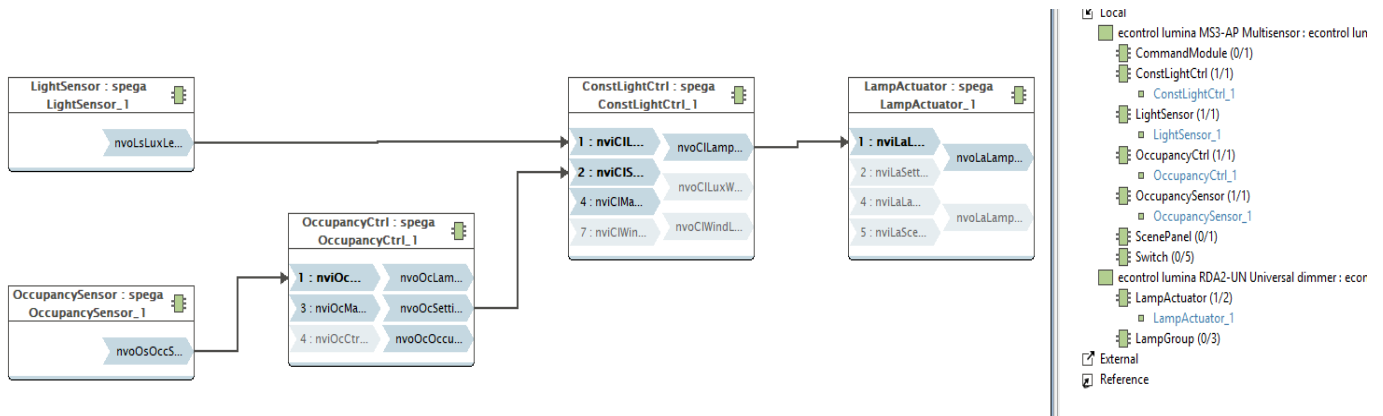 LightSensor : spega
LightSensor_1
nvoLsLuxLe...
OccupancySensor : spega
OccupancySensor_1
nvoOsOccS...
OccupancyCtrl : spega
OccupancyCtrl_1
1 : nviOc...
nvoOcLam...
3 : nviOcMa...
nvoOcSetti...
4 : nviOcCtr...
nvoOcOccu...
ConstLightCtrl : spega
ConstLightCtrl_1
1 : nviClL...
nvoClLamp...
2 : nviClS...
nvoClLuxW...
4 : nviClMa...
nvoClWindL...
7 : nviClWin...
LampActuator : spega
LampActuator_1
1 : nviLaL...
nvoLaLamp...
2 : nviLaSett...
4 : nviLaLa...
nvoLaLamp...
5 : nviLaSce...
Local
econtrol lumina MS3-AP Multisensor : econtrol lun
CommandModule (0/1)
ConstLightCtrl (1/1)
ConstLightCtrl_1
LightSensor (1/1)
LightSensor_1
OccupancyCtrl (1/1)
OccupancyCtrl_1
OccupancySensor (1/1)
OccupancySensor_1
ScenePanel (0/1)
Switch (0/5)
econtrol lumina RDA2-UN Universal dimmer : econ
LampActuator (1/2)
LampActuator_1
LampGroup (0/3)
External
Reference